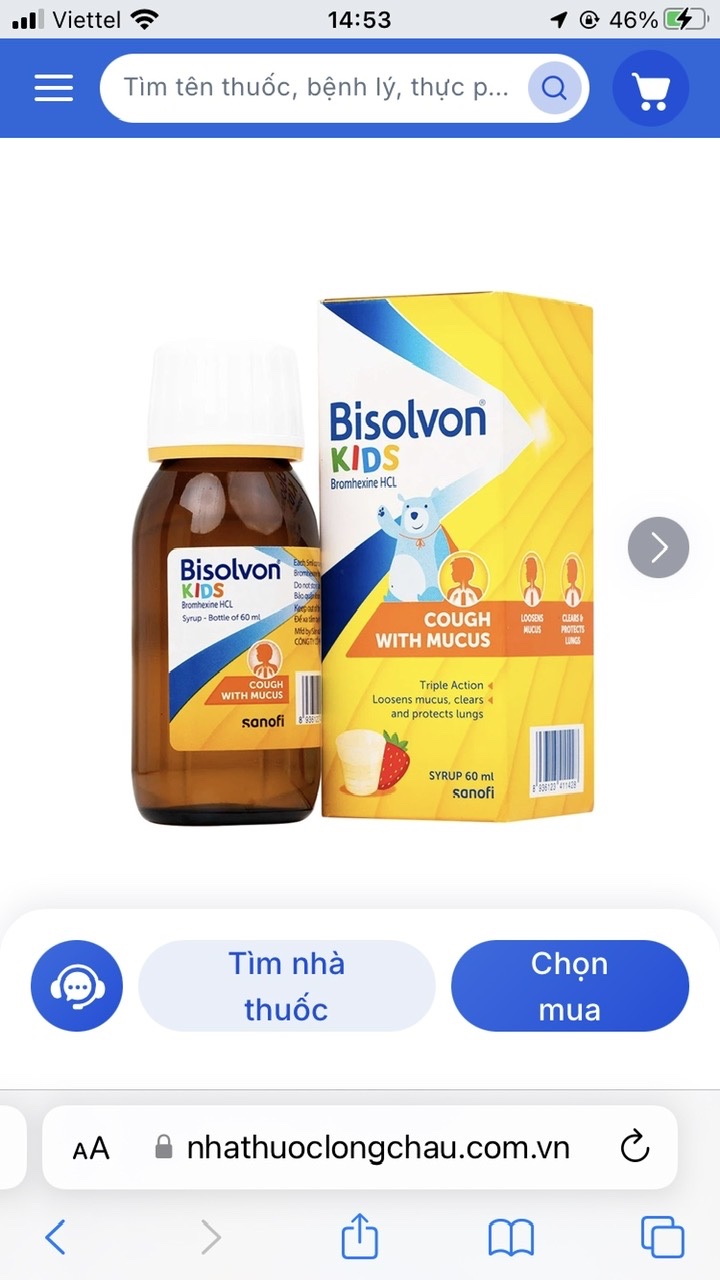 Viettel
14:53
46%
Tìm tên thuốc, bệnh lý, thực p...
Bisolvon®
KIDS
Bromhexine HCL
COUGH
WITH MUCUS
LOOSENS
MUCUS
CLEARS &
PROTECTS
LUNGS
Triple Action
Loosens mucus, clears
and protects lungs
SYRUP 60 ml
sanofi
Bisolvon
KIDS
Bromhexine HCL
Syrup - Bottle of 60 ml
COUGH
WITH MUCUS
sanofi
Tìm nhà
thuốc
Chọn
mua
AA
nhathuoclongchau.com.vn